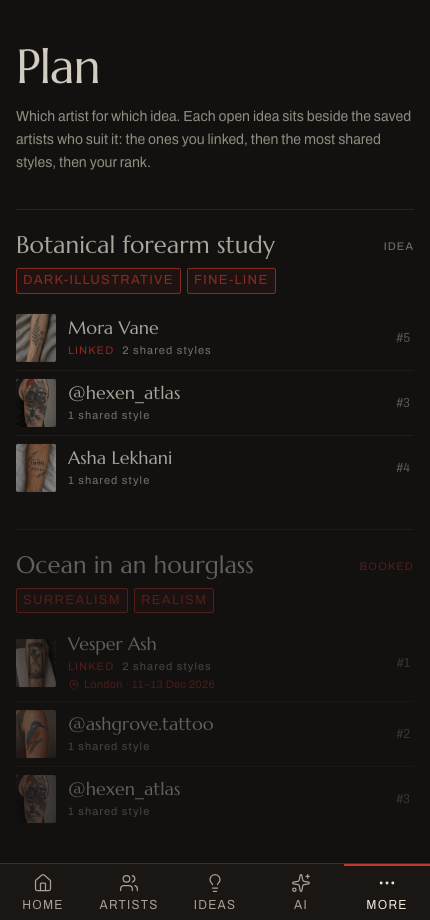 Plan
Which artist for which idea. Each open idea sits beside the saved
artists who suit it: the ones you linked, then the most shared
styles, then your rank.
Botanical forearm study
IDEA
DARK-ILLUSTRATIVE FINE-LINE
Mora Vane
LINKED 2 shared styles
#5
@hexen_atlas
1 shared style
#3
Asha Lekhani
1 shared style
#4
Ocean in an hourglass
BOOKED
SURREALISM REALISM
Vesper Ash
LINKED 2 shared styles
London · 11–13 Dec 2026
#1
@ashgrove.tattoo
1 shared style
#2
@hexen_atlas
1 shared style
#3
HOME ARTISTS IDEAS AI MORE